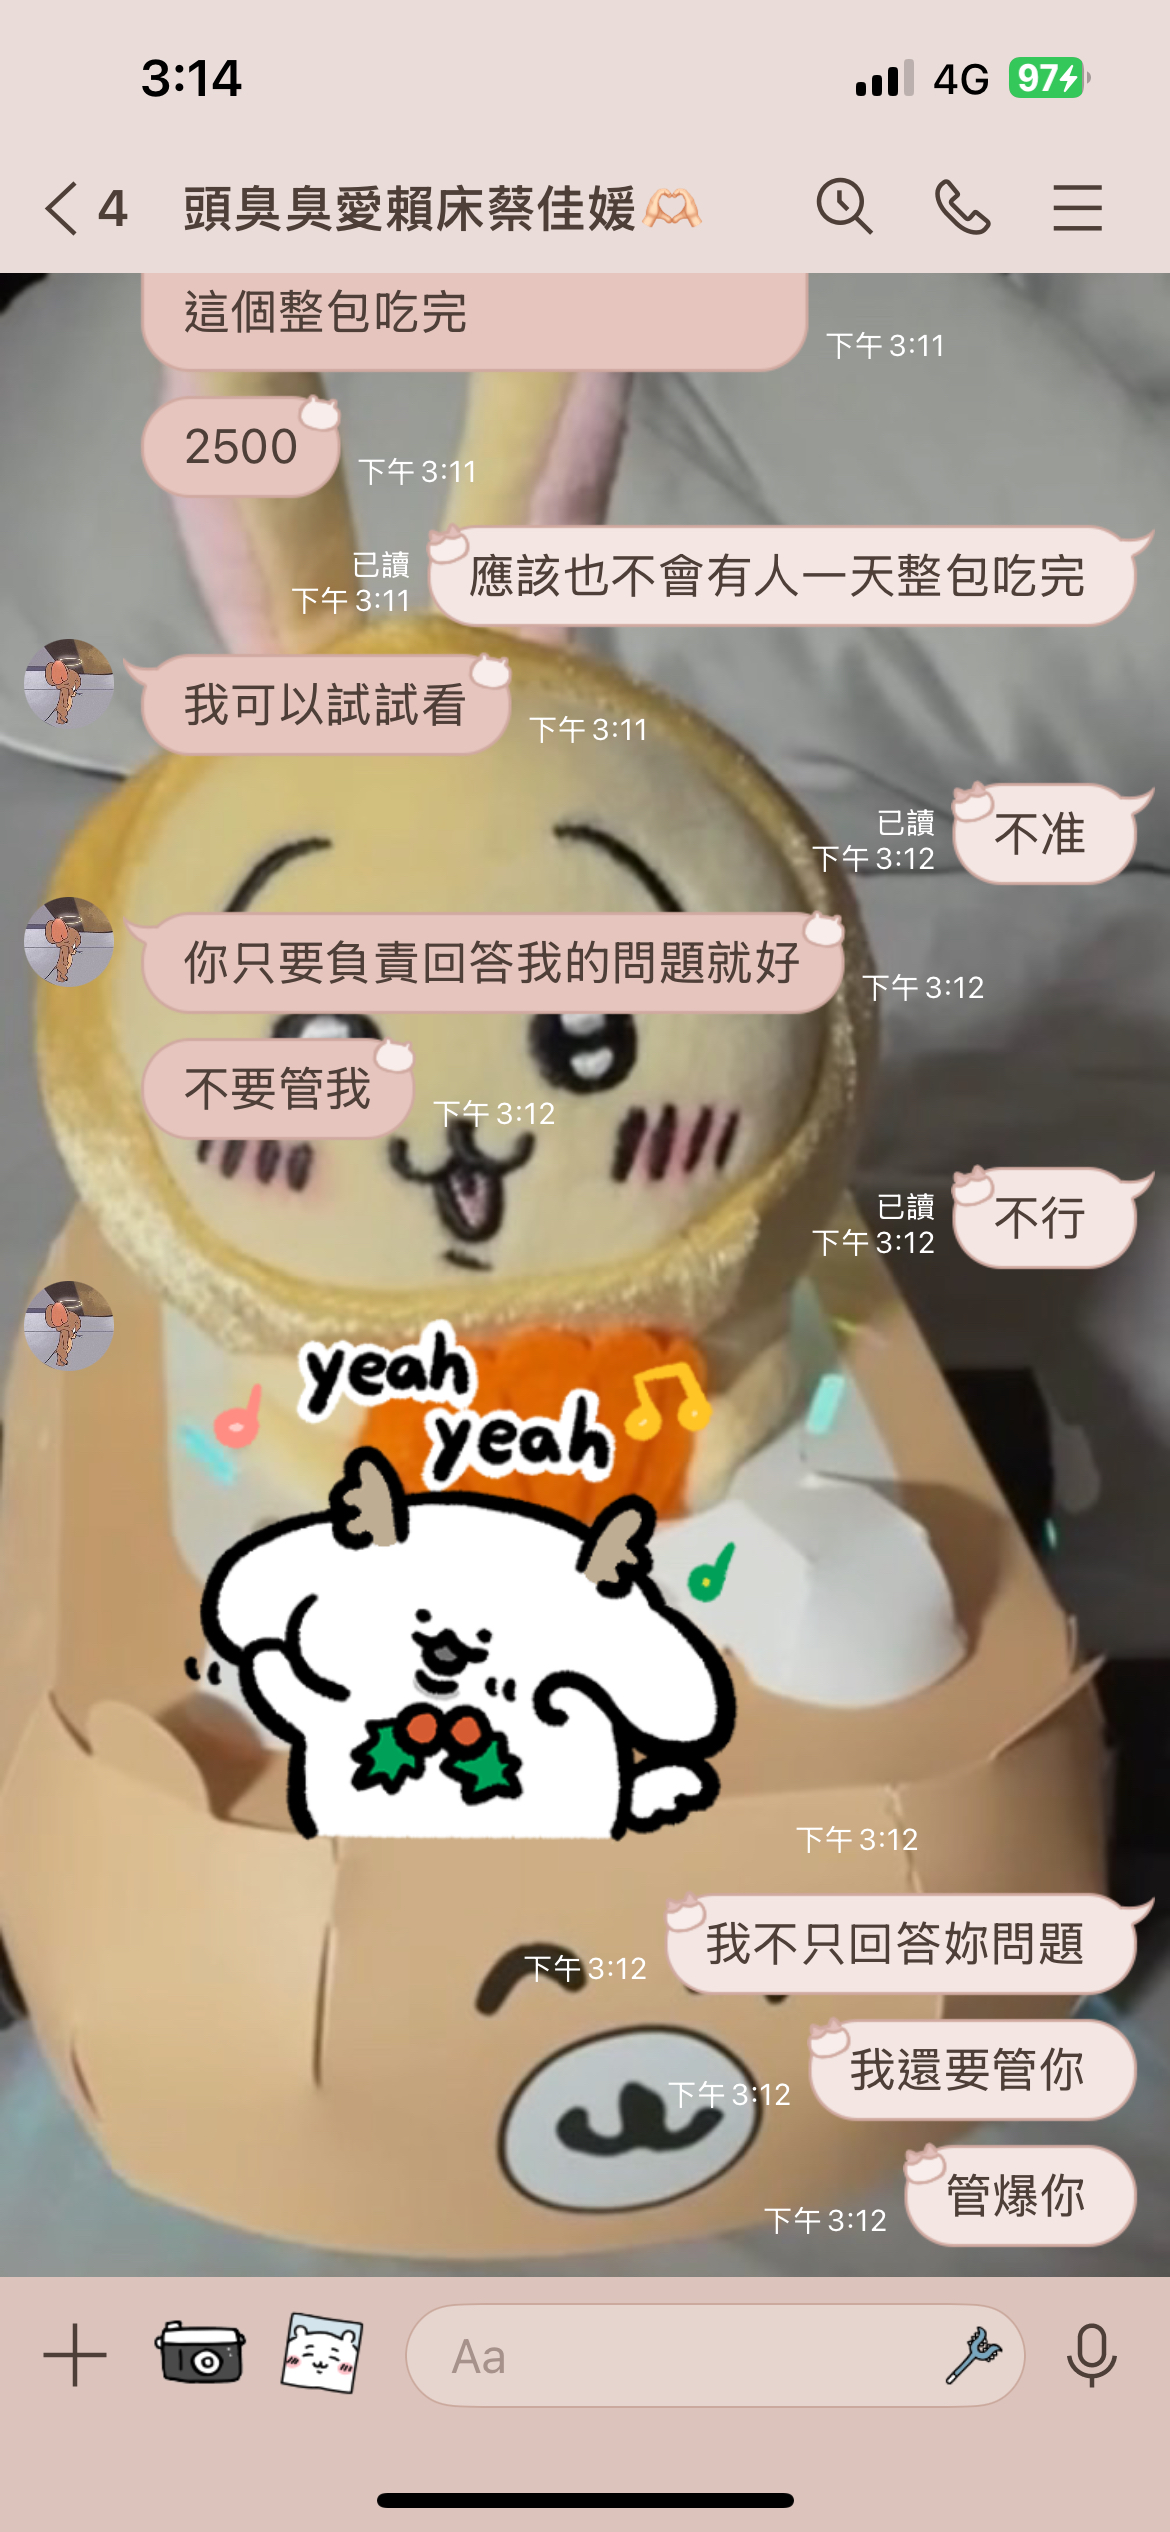 3:14
4G
97
4
頭臭臭愛賴床蔡佳媛🫶🏻
這個整包吃完
下午 3:11
2500
下午 3:11
應該也不會有人一天整包吃完
已讀
下午 3:11
我可以試試看
下午 3:11
不准
已讀
下午 3:12
你只要負責回答我的問題就好
下午 3:12
不要管我
下午 3:12
不行
已讀
下午 3:12
yeah
yeah
下午 3:12
我不只回答妳問題
下午 3:12
我還要管你
下午 3:12
管爆你
下午 3:12
Aa